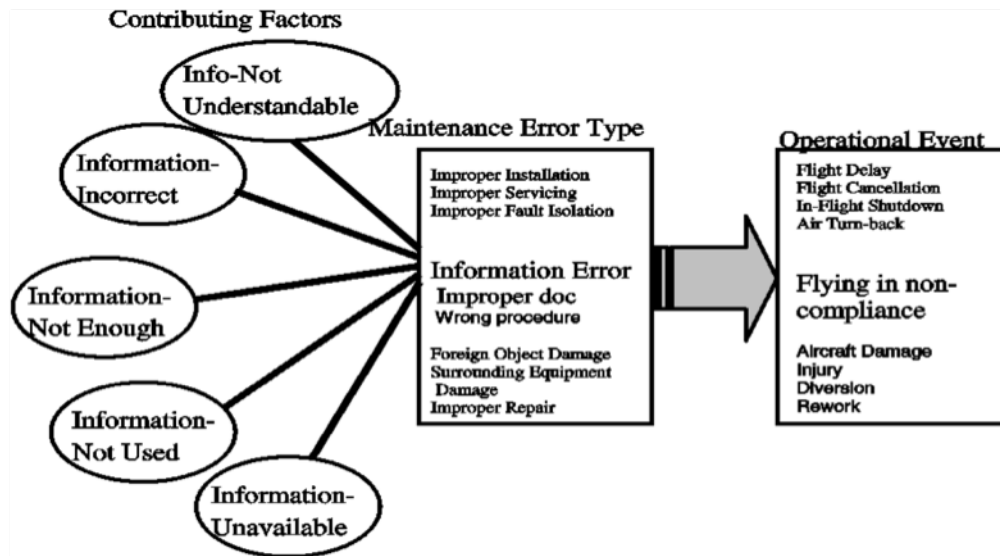 Contributing Factors
Info-Not
Understandable
Information-
Incorrect
Information-
Not Enough
Information-
Not Used
Information-
Unavailable
Maintenance Error Type
Improper Installation
Improper Servicing
Improper Fault Isolation
Information Error
Improper doc
Wrong procedure
Foreign Object Damage
Surrounding Equipment
Damage
Improper Repair
Operational Event
Flight Delay
Flight Cancellation
In-Flight Shutdown
Air Turn-back
Flying in non-
compliance
Aircraft Damage
Injury
Diversion
Rework